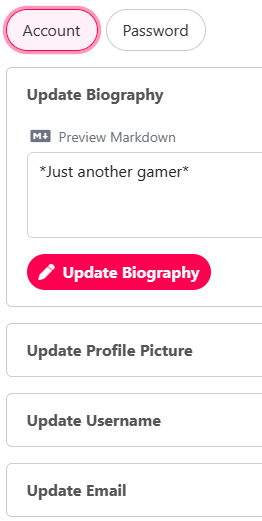 Account Password
Update Biography
M Preview Markdown
*Just another gamer*
Update Biography
Update Profile Picture
Update Username
Update Email